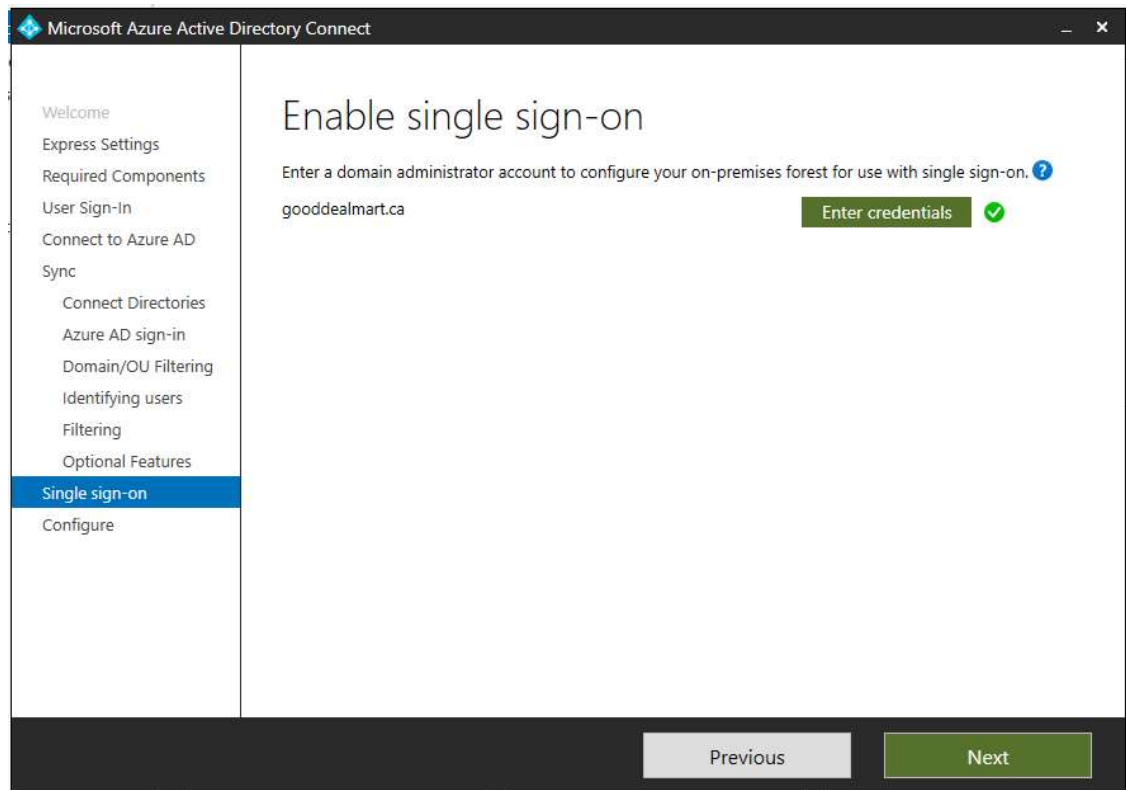 Microsoft Azure Active Directory Connect
Welcome
Express Settings
Required Components
User Sign-In
Connect to Azure AD
Sync
Connect Directories
Azure AD sign-in
Domain/OU Filtering
Identifying users
Filtering
Optional Features
Single sign-on
Configure
Enable single sign-on
Enter a domain administrator account to configure your on-premises forest for use with single sign-on. ?
gooddealmart.ca
Enter credentials
Previous
Next